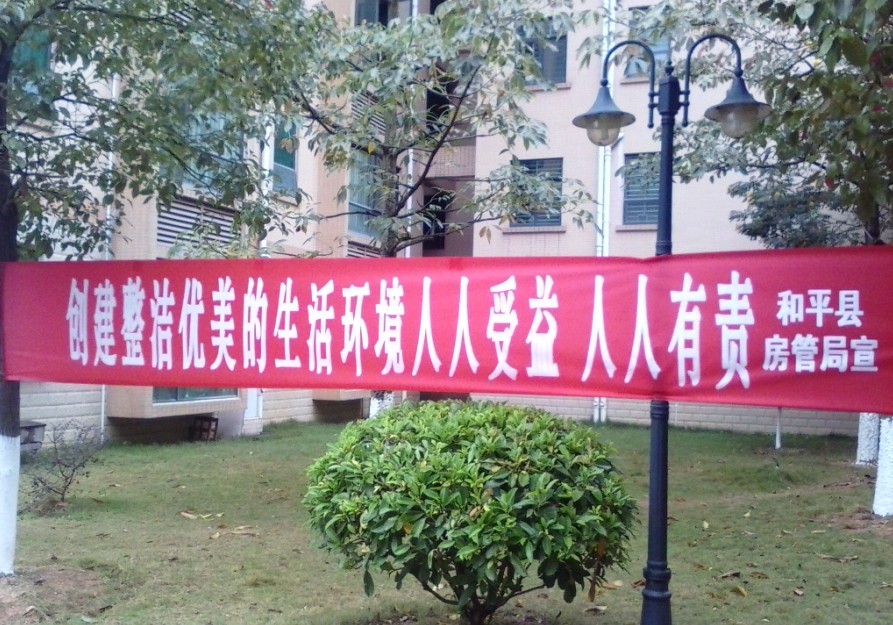 创建整洁优美的生活环境人人受益 人人有责
和平县
房管局宣